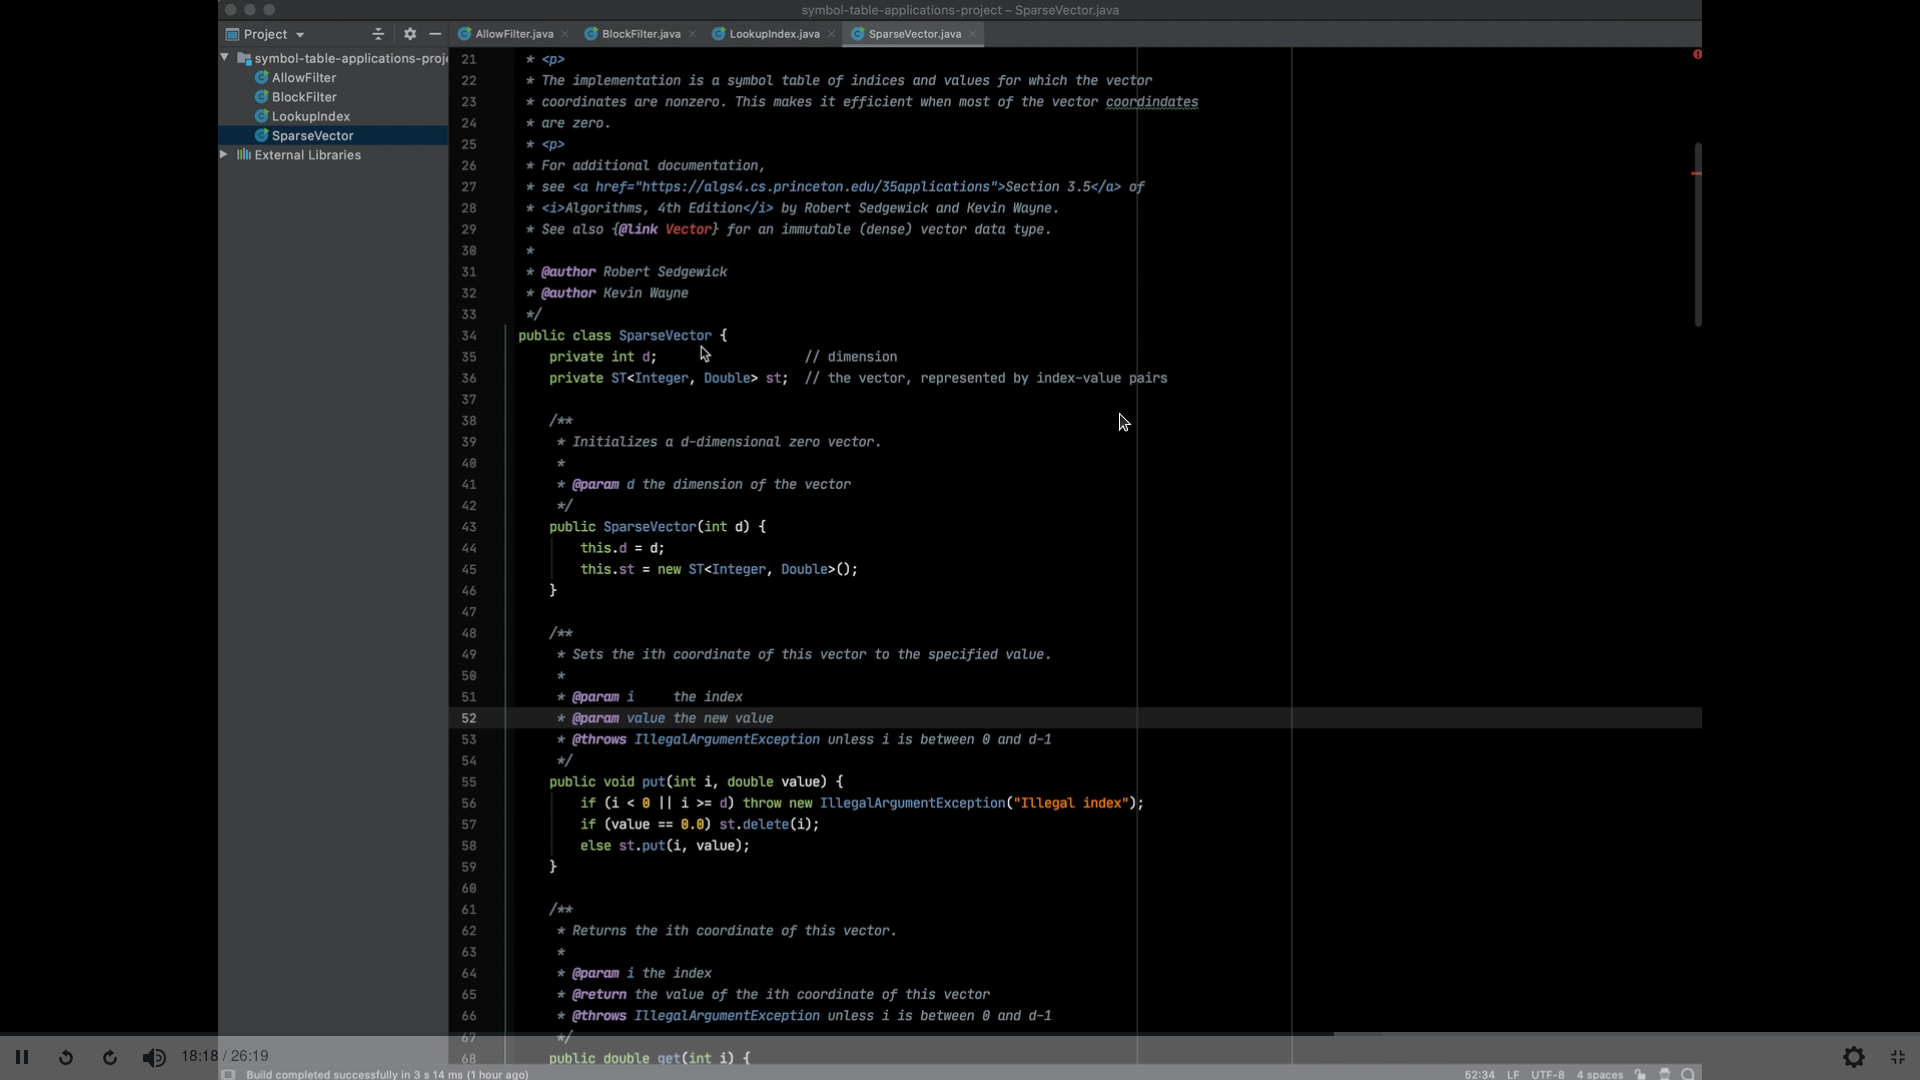 symbol-table-applications-project – SparseVector.java
Project
AllowFilter.java
BlockFilter.java
LookupIndex.java
SparseVector.java
symbol-table-applications-proj
AllowFilter
BlockFilter
LookupIndex
SparseVector
External Libraries
21 * <p>
22 * The implementation is a symbol table of indices and values for which the vector
23 * coordinates are nonzero. This makes it efficient when most of the vector coordindates
24 * are zero.
25 * <p>
26 * For additional documentation,
27 * see <a href="https://algs4.cs.princeton.edu/35applications">Section 3.5</a> of
28 * <i>Algorithms, 4th Edition</i> by Robert Sedgewick and Kevin Wayne.
29 * See also {@link Vector} for an immutable (dense) vector data type.
30 *
31 * @author Robert Sedgewick
32 * @author Kevin Wayne
33 */
34 public class SparseVector {
35 private int d; // dimension
36 private ST<Integer, Double> st; // the vector, represented by index-value pairs
37
38 /**
39 * Initializes a d-dimensional zero vector.
40 *
41 * @param d the dimension of the vector
42 */
43 public SparseVector(int d) {
44 this.d = d;
45 this.st = new ST<Integer, Double>();
46 }
47
48 /**
49 * Sets the ith coordinate of this vector to the specified value.
50 *
51 * @param i the index
52 * @param value the new value
53 * @throws IllegalArgumentException unless i is between 0 and d-1
54 */
55 public void put(int i, double value) {
56 if (i < 0 || i >= d) throw new IllegalArgumentException("Illegal index");
57 if (value == 0.0) st.delete(i);
58 else st.put(i, value);
59 }
60
61 /**
62 * Returns the ith coordinate of this vector.
63 *
64 * @param i the index
65 * @return the value of the ith coordinate of this vector
66 * @throws IllegalArgumentException unless i is between 0 and d-1
67 */
68 public double get(int i) {
18:18 / 26:19
Build completed successfully in 3 s 14 ms (1 hour ago)
52:34 LF UTF-8 4 spaces